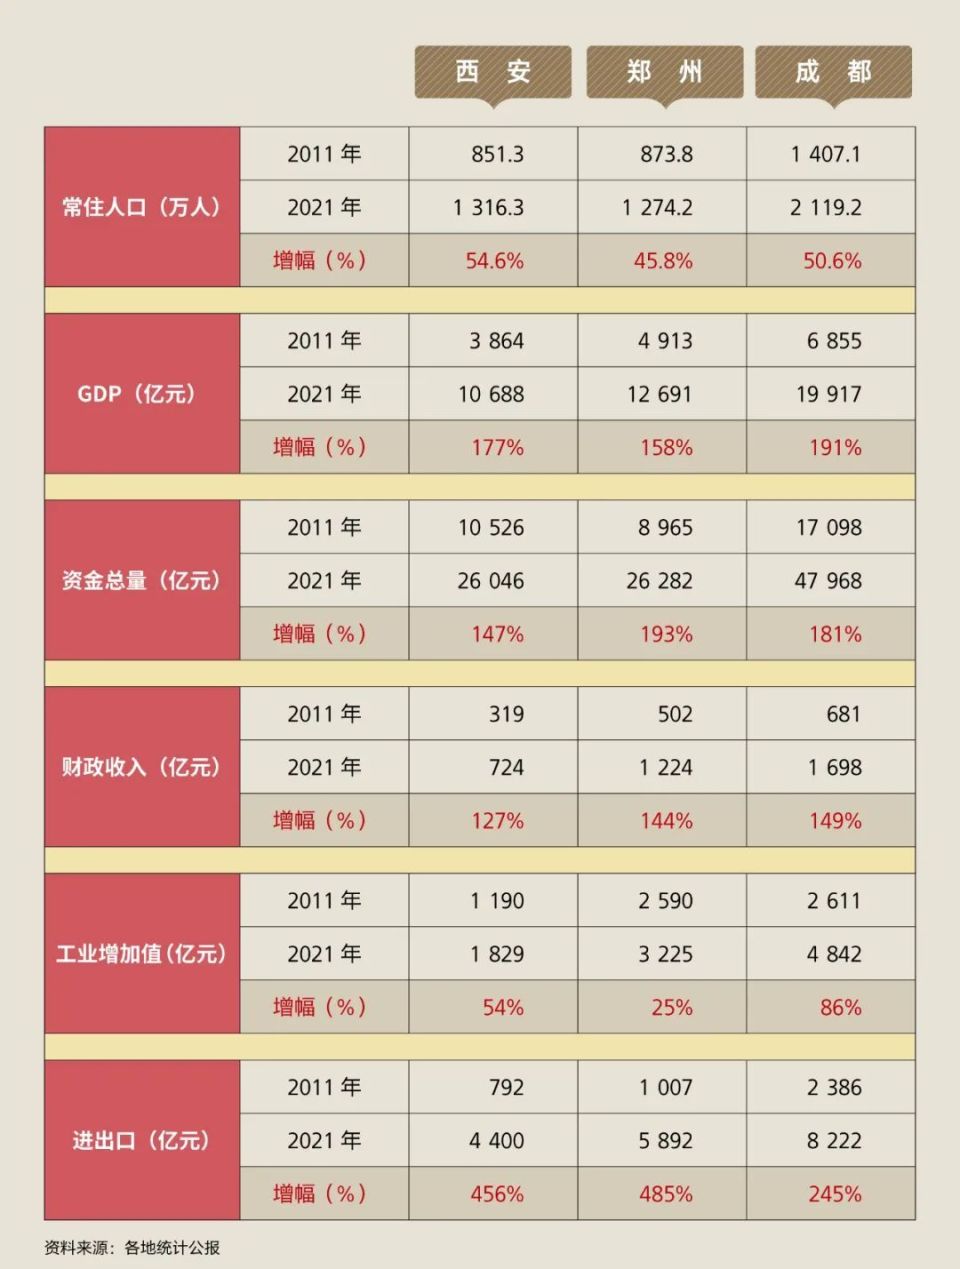 西安 郑州 成都
2011 年 851.3 873.8 1 407.1
常住人口（万人） 2021 年 1 316.3 1 274.2 2 119.2
增幅（%） 54.6% 45.8% 50.6%
2011 年 3 864 4 913 6 855
GDP（亿元） 2021 年 10 688 12 691 19 917
增幅（%） 177% 158% 191%
2011 年 10 526 8 965 17 098
资金总量（亿元） 2021 年 26 046 26 282 47 968
增幅（%） 147% 193% 181%
2011 年 319 502 681
财政收入（亿元） 2021 年 724 1 224 1 698
增幅（%） 127% 144% 149%
2011 年 1 190 2 590 2 611
工业增加值（亿元） 2021 年 1 829 3 225 4 842
增幅（%） 54% 25% 86%
2011 年 792 1 007 2 386
进出口（亿元） 2021 年 4 400 5 892 8 222
增幅（%） 456% 485% 245%
资料来源：各地统计公报